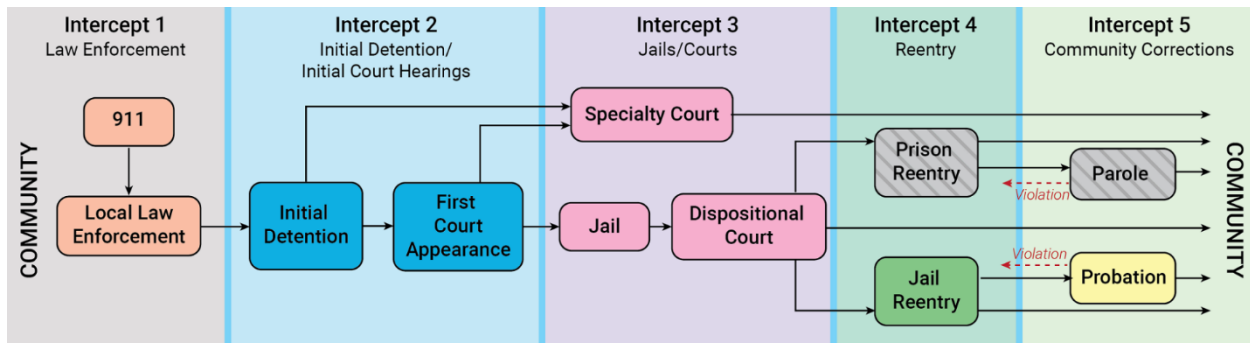 Intercept 1
Law Enforcement
Intercept 2
Initial Detention/
Initial Court Hearings
Intercept 3
Jails/Courts
Intercept 4
Reentry
Intercept 5
Community Corrections
COMMUNITY
911
Local Law
Enforcement
Initial
Detention
First
Court
Appearance
Specialty Court
Jail
Dispositional
Court
Prison
Reentry
Violation
Parole
Jail
Reentry
Violation
Probation
COMMUNITY